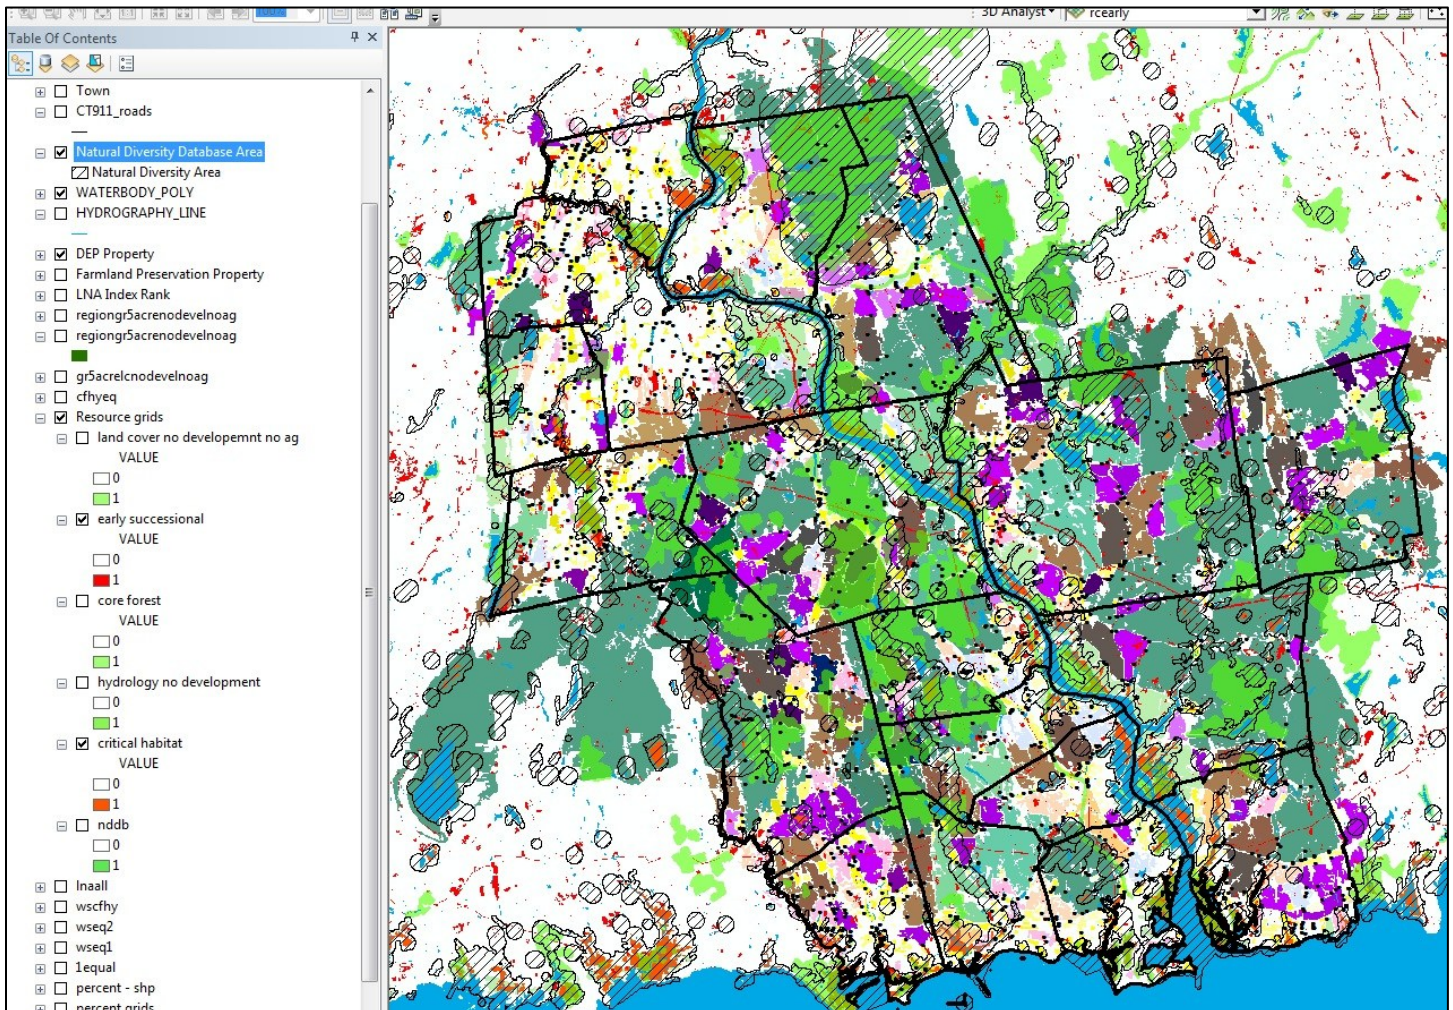 3D Analyst
rcearly
Table Of Contents
Town
CT911_roads
Natural Diversity Database Area
Natural Diversity Area
WATERBODY_POLY
HYDROGRAPHY_LINE
DEP Property
Farmland Preservation Property
LNA Index Rank
regiongr5acrenodevelnoag
regiongr5acrenodevelnoag
gr5acrelcnodevelnoag
cfhyeq
Resource grids
land cover no developemnt no ag
VALUE
0
1
early successional
VALUE
0
1
core forest
VALUE
0
1
hydrology no development
0
1
critical habitat
VALUE
0
1
nddb
0
1
lnaall
wscfhy
wseq2
wseq1
1equal
percent - shp
percent grids